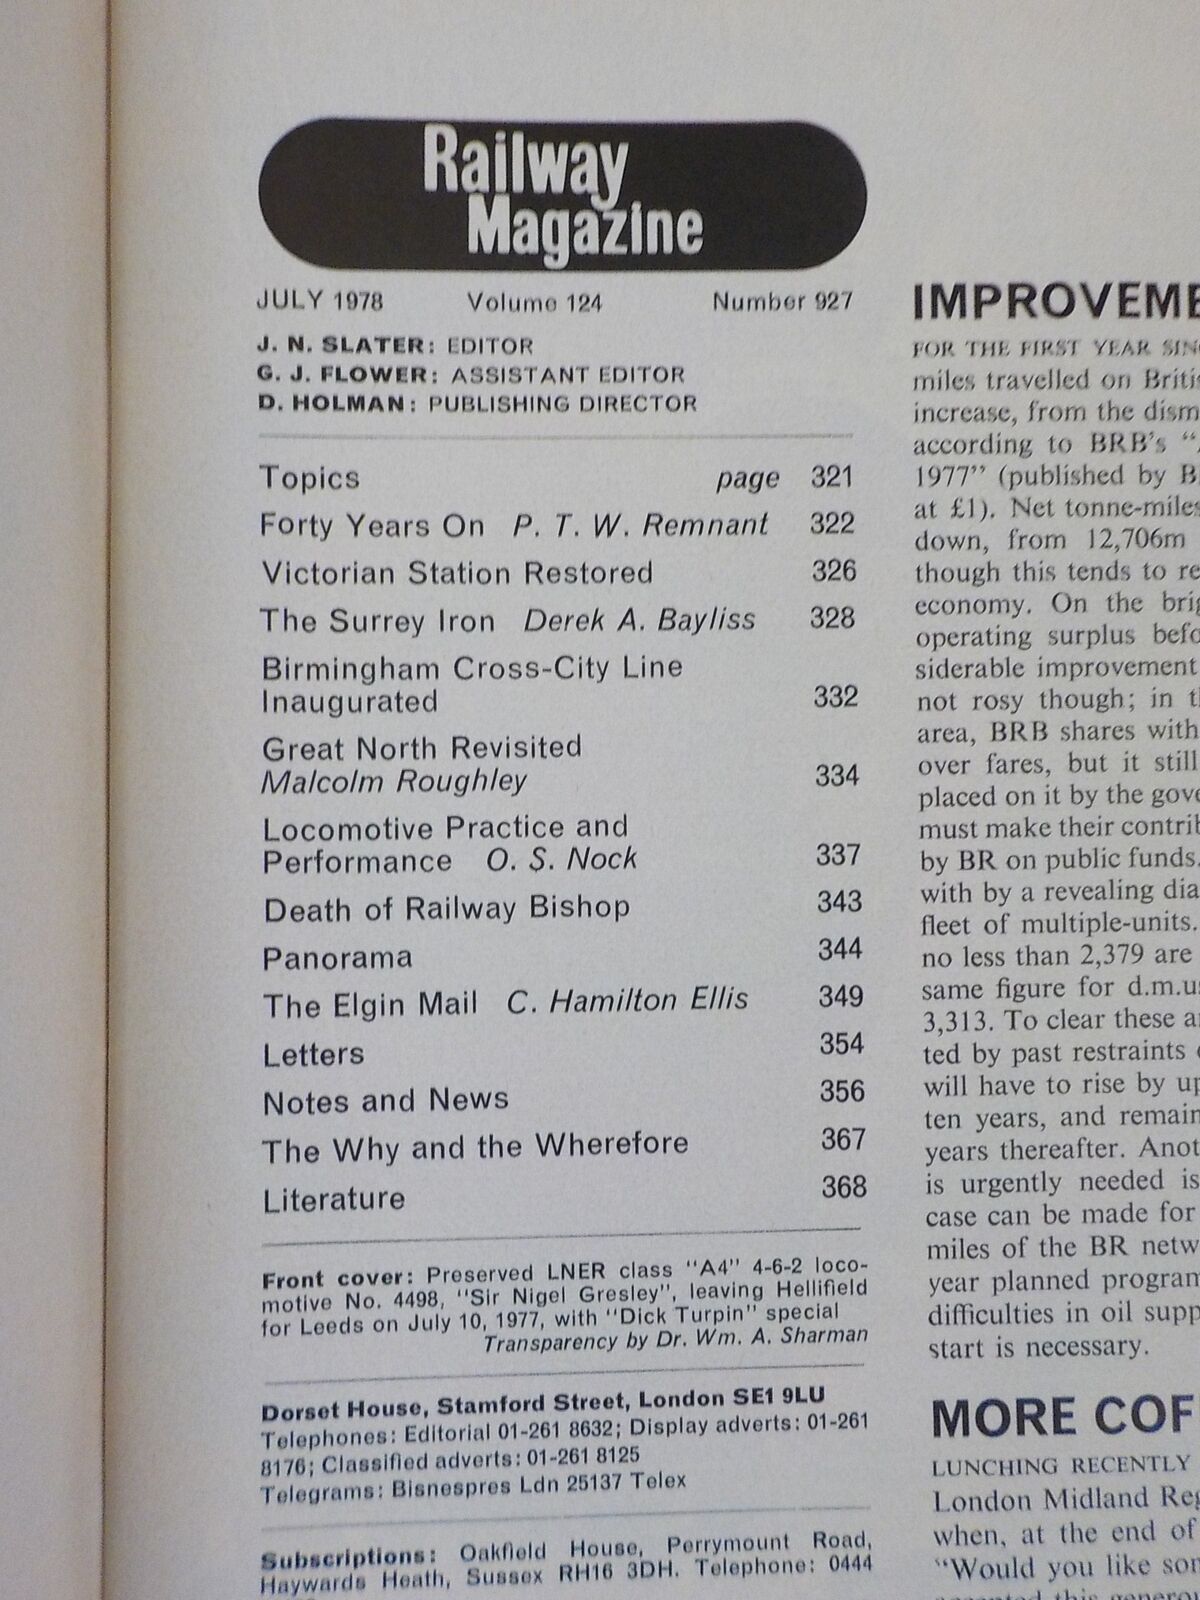 Railway
Magazine
JULY 1978 Volume 124 Number 927
J. N. SLATER: EDITOR
G. J. FLOWER: ASSISTANT EDITOR
D. HOLMAN: PUBLISHING DIRECTOR
Topics page 321
Forty Years On P. T. W. Remnant 322
Victorian Station Restored 326
The Surrey Iron Derek A. Bayliss 328
Birmingham Cross-City Line
Inaugurated 332
Great North Revisited
Malcolm Roughley 334
Locomotive Practice and
Performance O. S. Nock 337
Death of Railway Bishop 343
Panorama 344
The Elgin Mail C. Hamilton Ellis 349
Letters 354
Notes and News 356
The Why and the Wherefore 367
Literature 368
Front cover: Preserved LNER class "A4" 4-6-2 loco-
motive No. 4498, "Sir Nigel Gresley", leaving Hellifield
for Leeds on July 10, 1977, with "Dick Turpin" special
Transparency by Dr. Wm. A. Sharman
Dorset House, Stamford Street, London SE1 9LU
Telephones: Editorial 01-261 8632; Display adverts: 01-261
8176; Classified adverts: 01-261 8125
Telegrams: Bisnespres Ldn 25137 Telex
Subscriptions: Oakfield House, Perrymount Road,
Haywards Heath, Sussex RH16 3DH. Telephone: 0444
IMPROVEME
FOR THE FIRST YEAR SIN
miles travelled on Britis
increase, from the dism
according to BRB's "
1977" (published by B
at £1). Net tonne-miles
down, from 12,706m
though this tends to re
economy. On the brig
operating surplus befo
siderable improvement
not rosy though; in t
area, BRB shares with
over fares, but it still
placed on it by the gove
must make their contrib
by BR on public funds.
with by a revealing dia
fleet of multiple-units.
no less than 2,379 are
same figure for d.m.u
3,313. To clear these a
ted by past restraints
will have to rise by up
ten years, and remain
years thereafter. Anot
is urgently needed is
case can be made for
miles of the BR netw
year planned program
difficulties in oil supp
start is necessary.
MORE COF
LUNCHING RECENTLY
London Midland Reg
when, at the end of
"Would you like som
accepted this generou